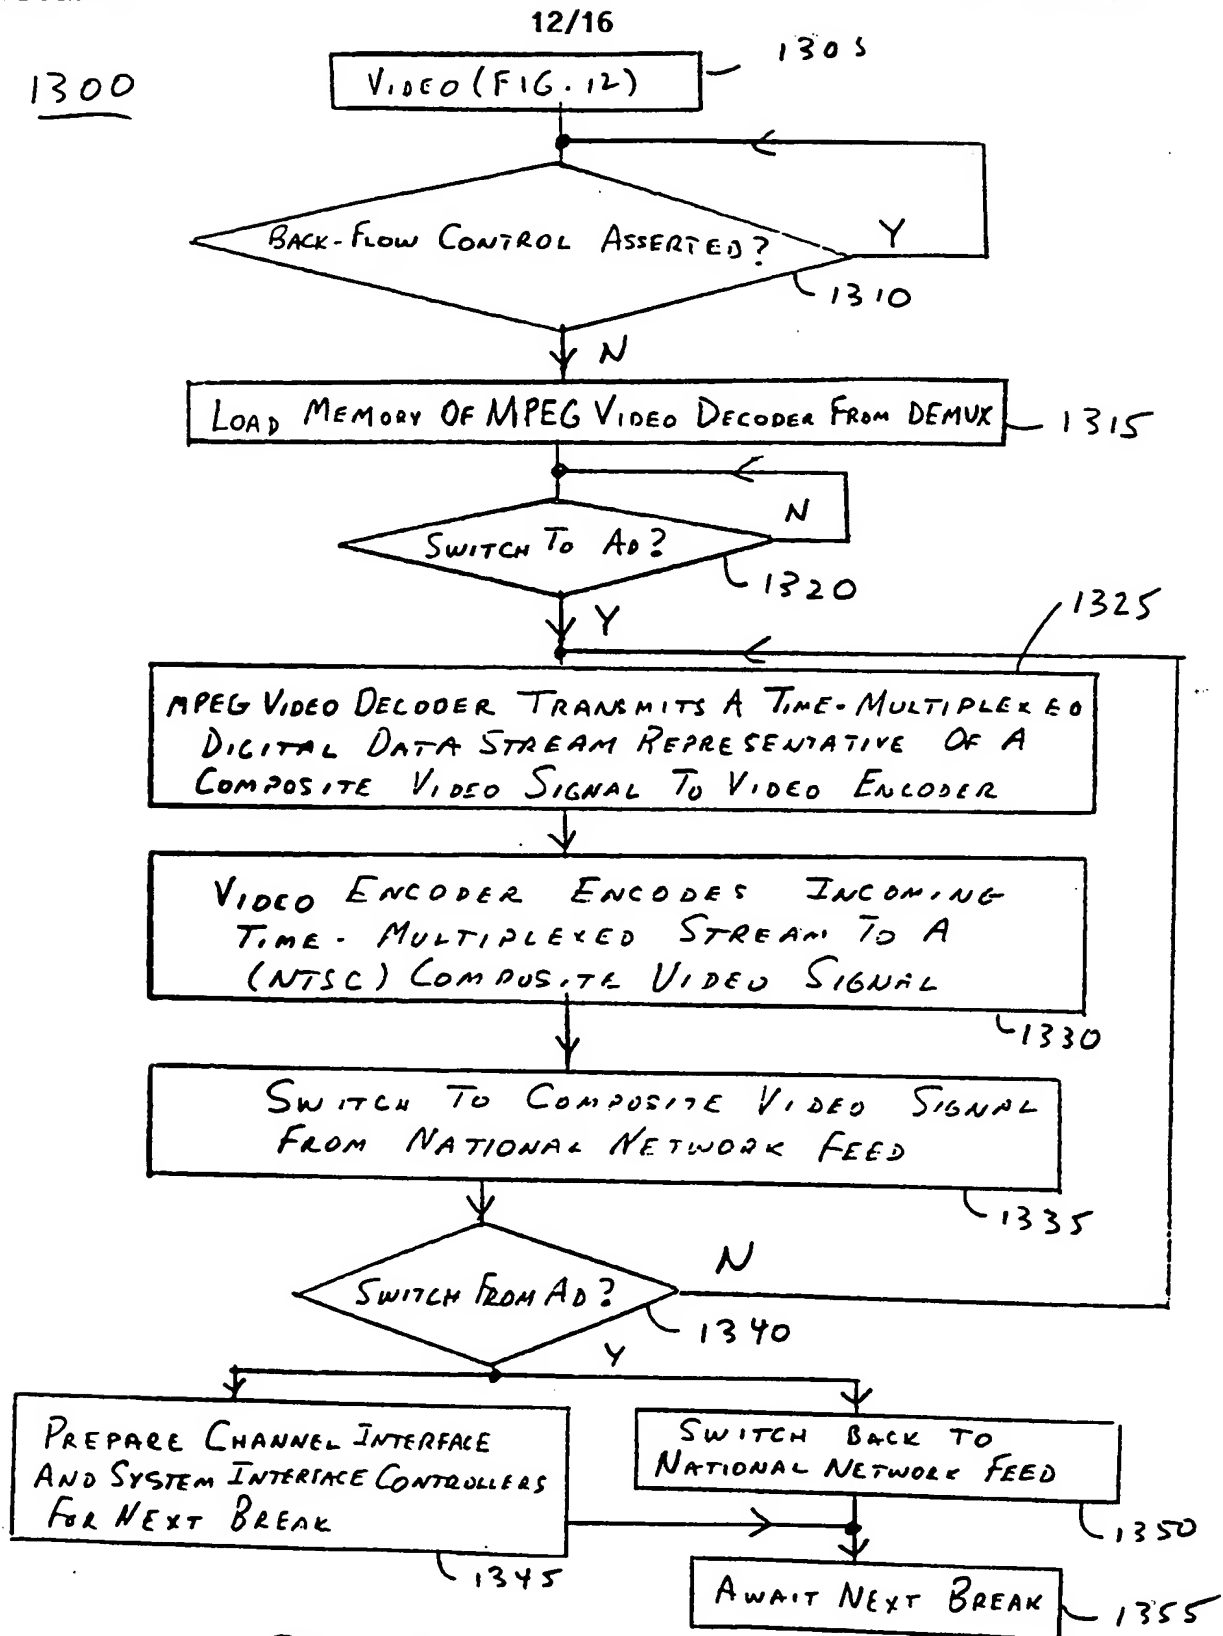 12/16
1300
VIDEO (FIG. 12)
1305
BACK-FLOW CONTROL ASSERTED?
Y
1310
N
LOAD MEMORY OF MPEG VIDEO DECODER FROM DEMUX
1315
N
SWITCH TO AD?
1320
Y
1325
MPEG VIDEO DECODER TRANSMITS A TIME-MULTIPLEXED
DIGITAL DATA STREAM REPRESENTATIVE OF A
COMPOSITE VIDEO SIGNAL TO VIDEO ENCODER
VIDEO ENCODER ENCODES INCOMING
TIME-MULTIPLEXED STREAM TO A
(NTSC) COMPOSITE VIDEO SIGNAL
1330
SWITCH TO COMPOSITE VIDEO SIGNAL
FROM NATIONAL NETWORK FEED
1335
N
SWITCH FROM AD?
1340
Y
PREPARE CHANNEL INTERFACE
AND SYSTEM INTERFACE CONTROLLERS
FOR NEXT BREAK
1345
SWITCH BACK TO
NATIONAL NETWORK FEED
1350
AWAIT NEXT BREAK
1355